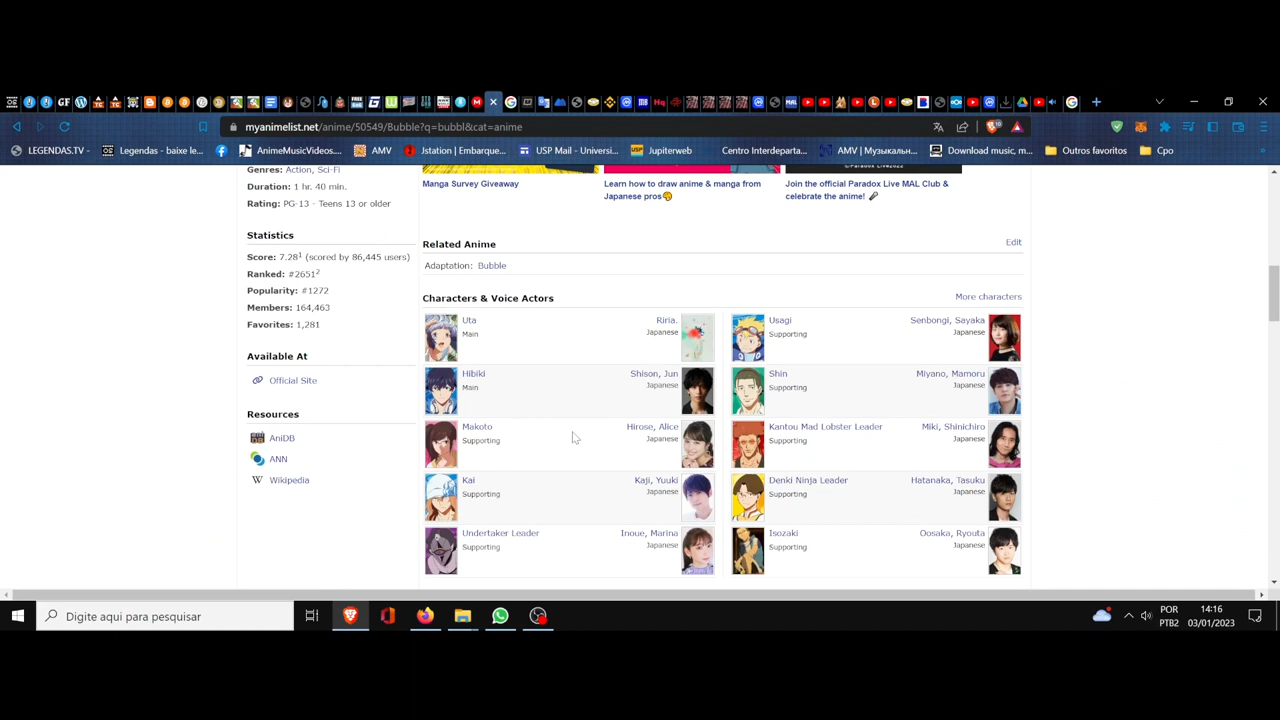 myanimelist.net/anime/50549/Bubble?q=bubbl&cat=anime
10
LEGENDAS.TV -
Legendas - baixe le...
AnimeMusicVideos....
AMV
Jstation | Embarque...
USP Mail - Universi...
Jupiterweb
Centro Interdeparta...
AMV | Музыкальн...
Download music, m...
Outros favoritos
Cpo
Genres: Action, Sci-Fi
Duration: 1 hr. 40 min.
Rating: PG-13 - Teens 13 or older
Statistics
Score: 7.28¹ (scored by 86,445 users)
Ranked: #2651²
Popularity: #1272
Members: 164,463
Favorites: 1,281
Available At
Official Site
Resources
AniDB
ANN
W Wikipedia
Manga Survey Giveaway
Learn how to draw anime & manga from
Japanese pros
Join the official Paradox Live MAL Club &
celebrate the anime!
Related Anime
Edit
Adaptation: Bubble
Characters & Voice Actors
More characters
Uta
Main
Riria.
Japanese
Usagi
Supporting
Senbongi, Sayaka
Japanese
Hibiki
Main
Shison, Jun
Japanese
Shin
Supporting
Miyano, Mamoru
Japanese
Makoto
Supporting
Hirose, Alice
Japanese
Kantou Mad Lobster Leader
Supporting
Miki, Shinichiro
Japanese
Kai
Supporting
Kaji, Yuuki
Japanese
Denki Ninja Leader
Supporting
Hatanaka, Tasuku
Japanese
Undertaker Leader
Supporting
Inoue, Marina
Japanese
Isozaki
Supporting
Oosaka, Ryouta
Japanese
Digite aqui para pesquisar
POR
PTB2
14:16
03/01/2023